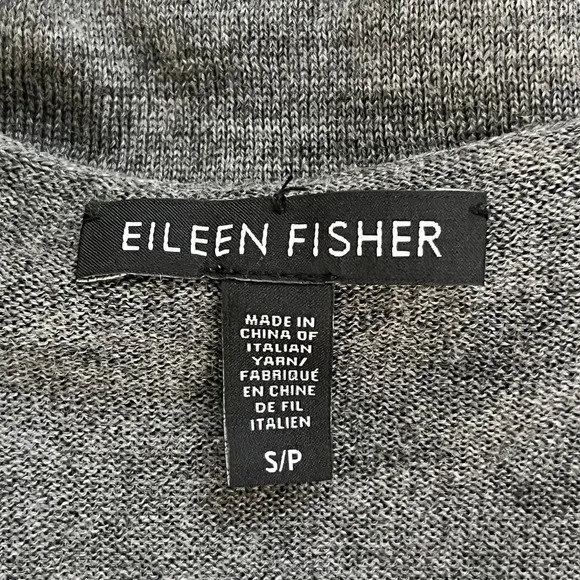 EILEEN FISHER
MADE IN
CHINA OF
ITALIAN
YARN/
FABRIQUÉ
EN CHINE
DE FIL
ITALIEN
S/P